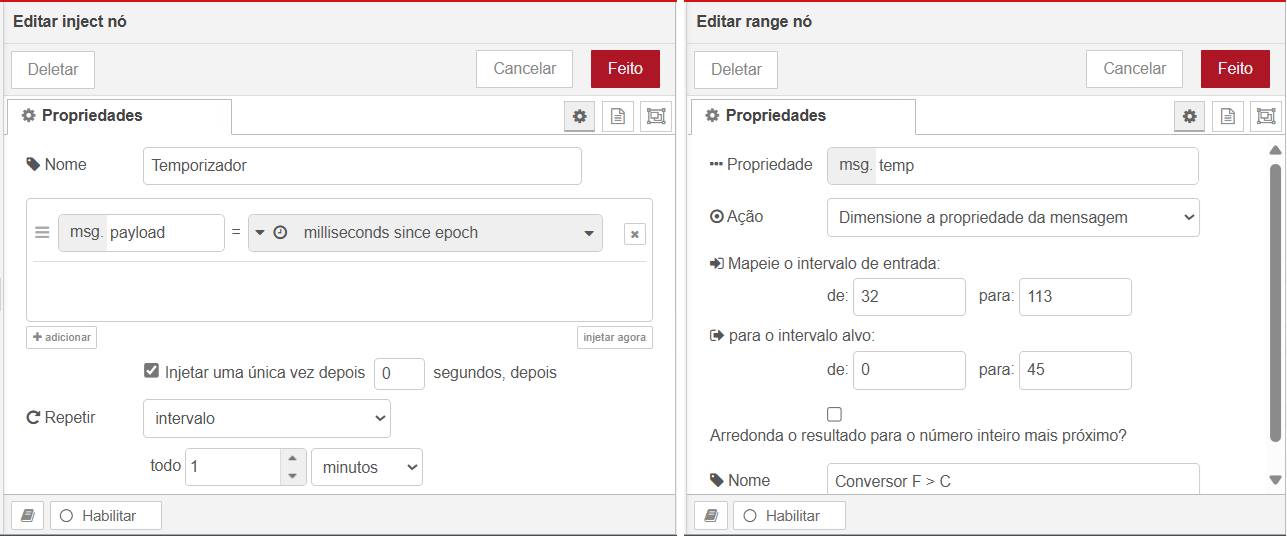 Editar inject nó
Deletar
Cancelar
Feito
Propriedades
Nome
Temporizador
msg. payload = milliseconds since epoch
adicionar
injetar agora
Injetar uma única vez depois 0 segundos, depois
Repetir
intervalo
todo 1 minutos
Habilitar
Editar range nó
Deletar
Cancelar
Feito
Propriedades
Propriedade
msg. temp
Ação
Dimensione a propriedade da mensagem
Mapeie o intervalo de entrada:
de: 32 para: 113
para o intervalo alvo:
de: 0 para: 45
Arredonda o resultado para o número inteiro mais próximo?
Nome
Conversor F > C
Habilitar